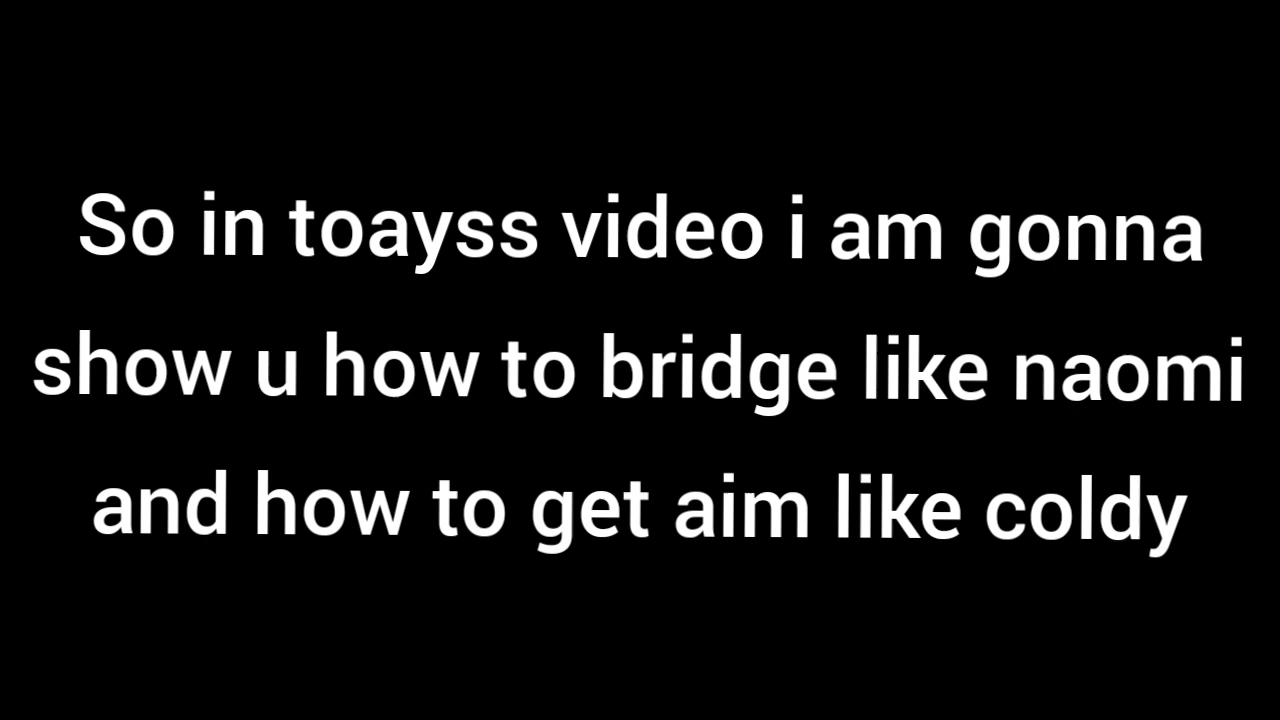 So in toayss video i am gonna
show u how to bridge like naomi
and how to get aim like coldy